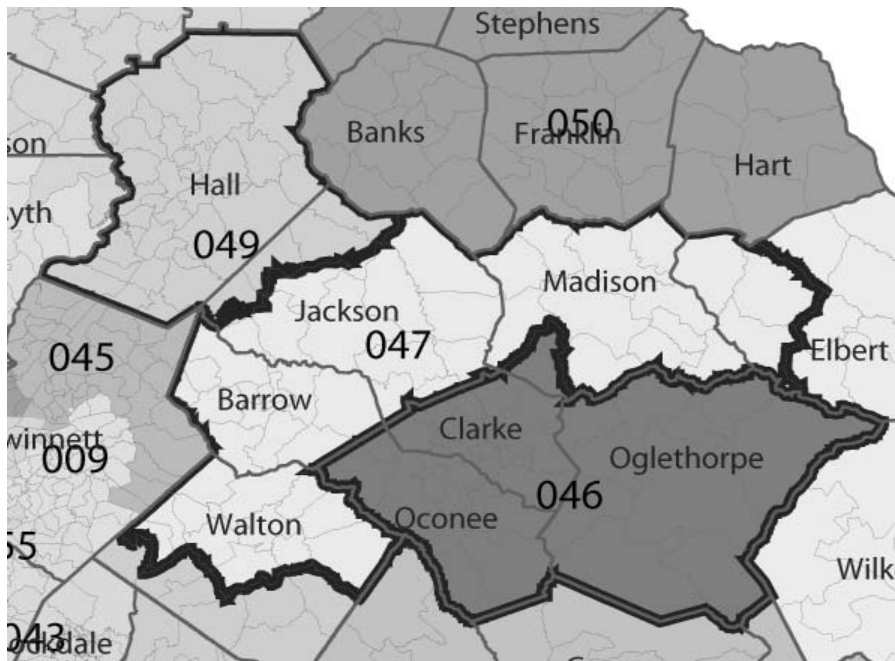 Stephens
050
Banks
Franklin
son
Hart
Hall
yth
049
Madison
Jackson
047
045
Elbert
Barrow
Clarke
winnett
009
Oglethorpe
046
Walton
Oconee
55
Wilk
043
ockdale